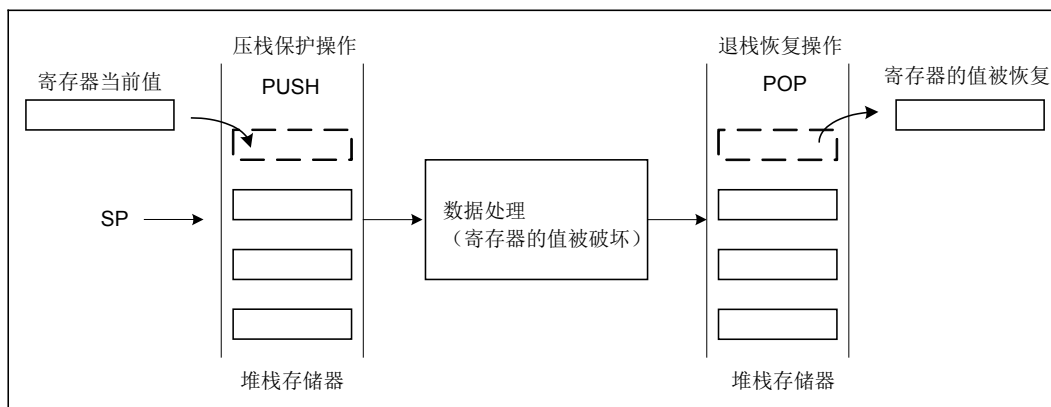 压栈保护操作
退栈恢复操作
寄存器当前值
PUSH
POP
寄存器的值被恢复
SP
数据处理
（寄存器的值被破坏）
堆栈存储器
堆栈存储器